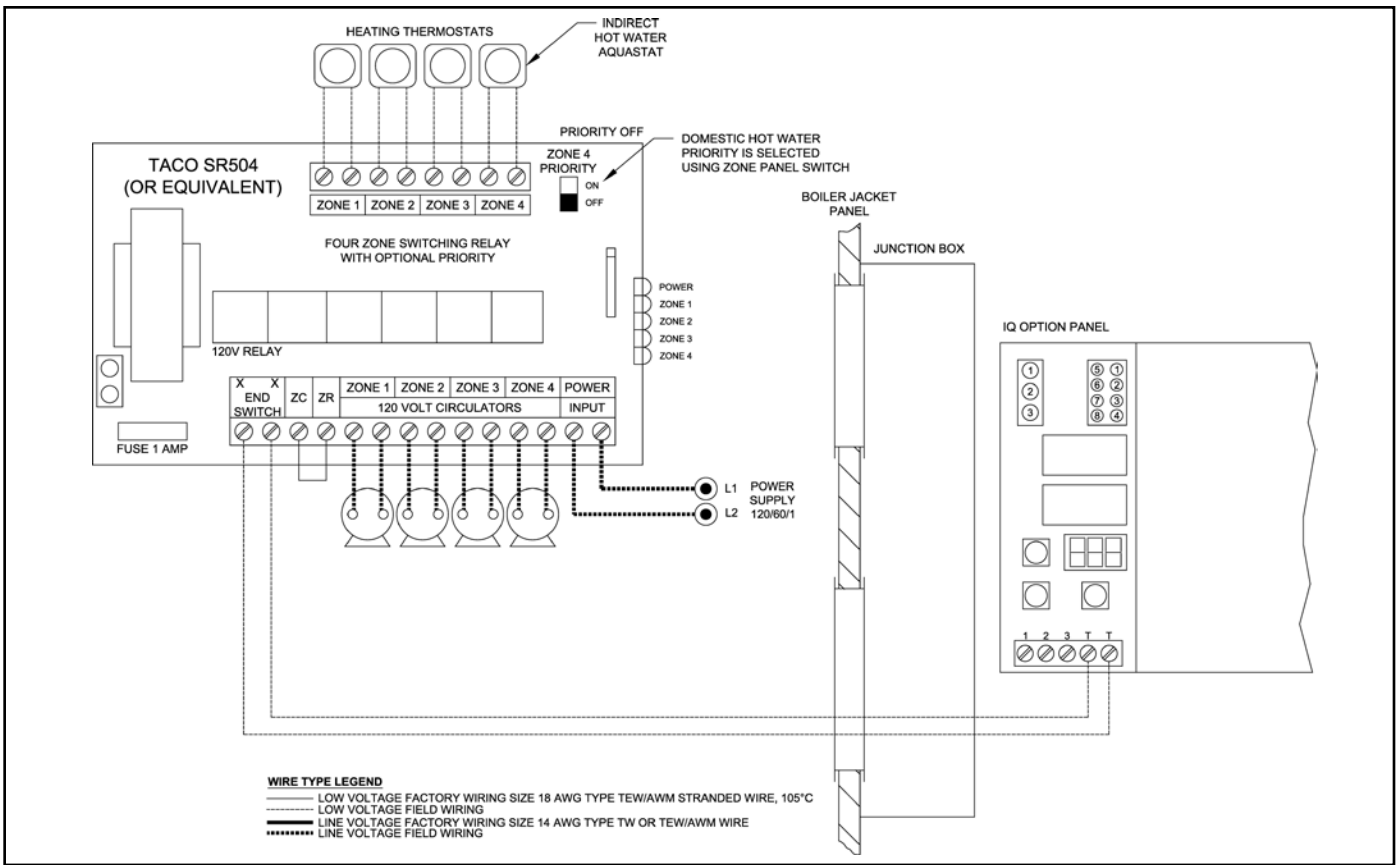 HEATING THERMOSTATS
INDIRECT
HOT WATER
AQUASTAT
TACO SR504
(OR EQUIVALENT)
PRIORITY OFF
ZONE 4
PRIORITY
ON
OFF
DOMESTIC HOT WATER
PRIORITY IS SELECTED
USING ZONE PANEL SWITCH
ZONE 1 ZONE 2 ZONE 3 ZONE 4
FOUR ZONE SWITCHING RELAY
WITH OPTIONAL PRIORITY
120V RELAY
POWER
ZONE 1
ZONE 2
ZONE 3
ZONE 4
X X
END
SWITCH
ZC
ZR
ZONE 1 ZONE 2 ZONE 3 ZONE 4
120 VOLT CIRCULATORS
POWER
INPUT
FUSE 1 AMP
L1
L2
POWER
SUPPLY
120/60/1
BOILER JACKET
PANEL
JUNCTION BOX
IQ OPTION PANEL
1
2
3
5 1
6 2
7 3
8 4
1 2 3 T T
WIRE TYPE LEGEND
LOW VOLTAGE FACTORY WIRING SIZE 18 AWG TYPE TEW/AWM STRANDED WIRE, 105°C
LOW VOLTAGE FIELD WIRING
LINE VOLTAGE FACTORY WIRING SIZE 14 AWG TYPE TW OR TEW/AWM WIRE
LINE VOLTAGE FIELD WIRING